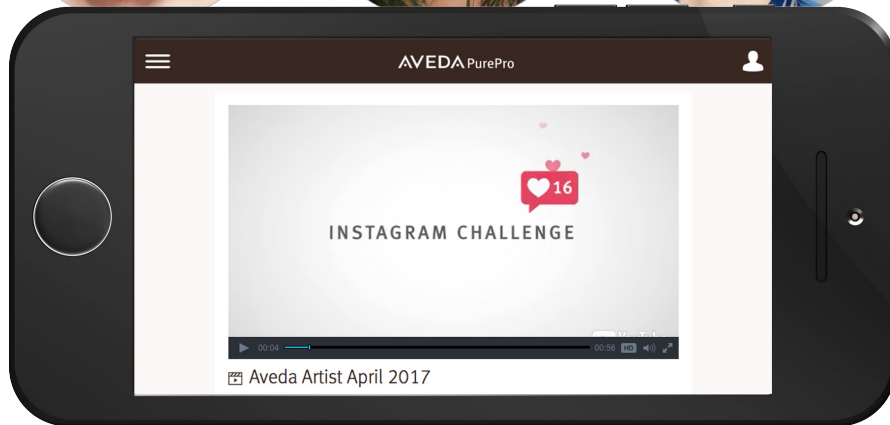 AVEDA PurePro
16
INSTAGRAM CHALLENGE
00:04
00:56 HD
Aveda Artist April 2017